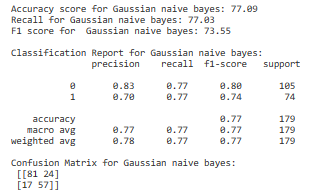 Accuracy score for Gaussian naive bayes: 77.09
Recall for Gaussian naive bayes: 77.03
F1 score for  Gaussian naive bayes: 73.55
Classification Report for Gaussian naive bayes:
precision    recall  f1-score   support
0       0.83      0.77      0.80       105
1       0.70      0.77      0.74        74
accuracy                           0.77       179
macro avg       0.77      0.77      0.77       179
weighted avg       0.78      0.77      0.77       179
Confusion Matrix for Gaussian naive bayes:
[[81 24]
[17 57]]